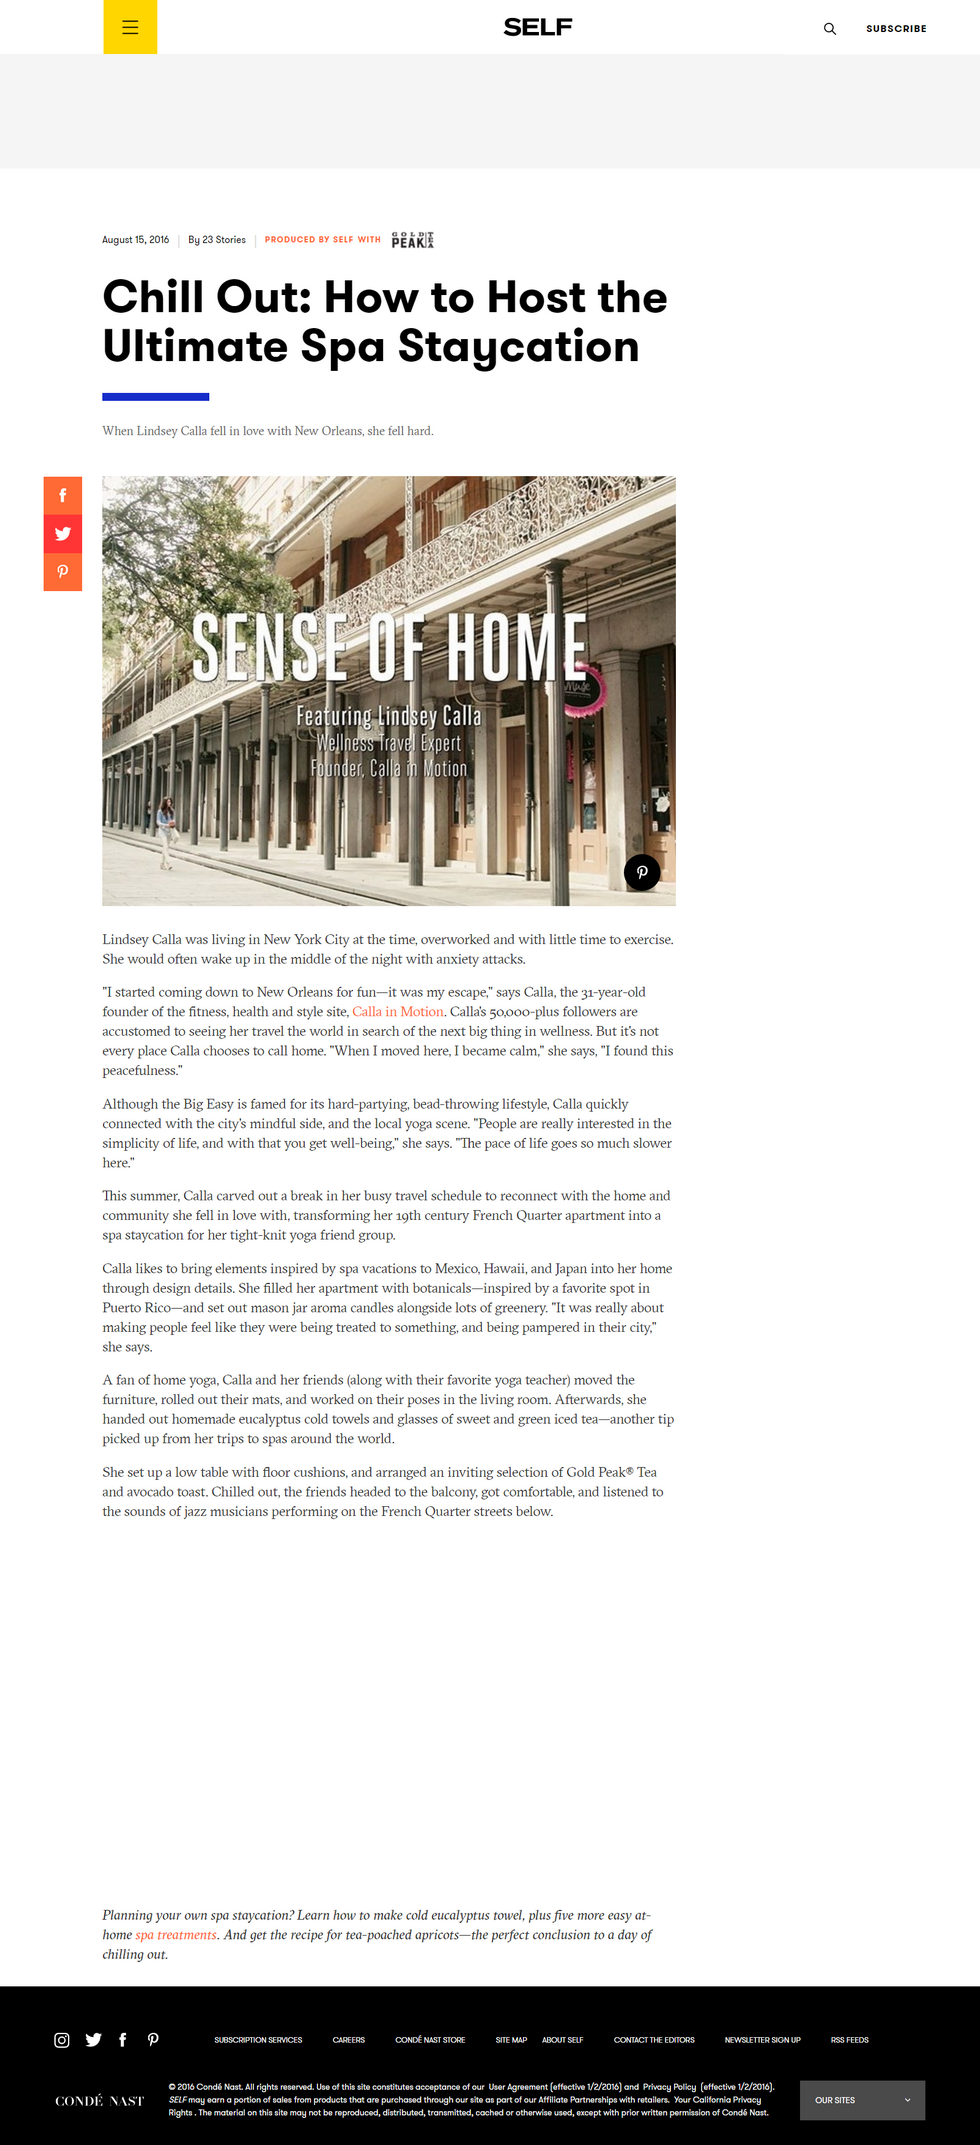 SELF
SUBSCRIBE
August 15, 2016
By 23 Stories
PRODUCED BY SELF WITH
GOLD PEAK TEA
Chill Out: How to Host the
Ultimate Spa Staycation
When Lindsey Calla fell in love with New Orleans, she fell hard.
SENSE OF HOME
Muse
Featuring Lindsey Calla
Wellness Travel Expert
Founder, Calla in Motion
Lindsey Calla was living in New York City at the time, overworked and with little time to exercise.
She would often wake up in the middle of the night with anxiety attacks.
"I started coming down to New Orleans for fun—it was my escape," says Calla, the 31-year-old
founder of the fitness, health and style site, Calla in Motion. Calla's 50,000-plus followers are
accustomed to seeing her travel the world in search of the next big thing in wellness. But it's not
every place Calla chooses to call home. "When I moved here, I became calm," she says, "I found this
peacefulness."
Although the Big Easy is famed for its hard-partying, bead-throwing lifestyle, Calla quickly
connected with the city's mindful side, and the local yoga scene. "People are really interested in the
simplicity of life, and with that you get well-being," she says. "The pace of life goes so much slower
here."
This summer, Calla carved out a break in her busy travel schedule to reconnect with the home and
community she fell in love with, transforming her 19th century French Quarter apartment into a
spa staycation for her tight-knit yoga friend group.
Calla likes to bring elements inspired by spa vacations to Mexico, Hawaii, and Japan into her home
through design details. She filled her apartment with botanicals—inspired by a favorite spot in
Puerto Rico—and set out mason jar aroma candles alongside lots of greenery. "It was really about
making people feel like they were being treated to something, and being pampered in their city,"
she says.
A fan of home yoga, Calla and her friends (along with their favorite yoga teacher) moved the
furniture, rolled out their mats, and worked on their poses in the living room. Afterwards, she
handed out homemade eucalyptus cold towels and glasses of sweet and green iced tea—another tip
picked up from her trips to spas around the world.
She set up a low table with floor cushions, and arranged an inviting selection of Gold Peak® Tea
and avocado toast. Chilled out, the friends headed to the balcony, got comfortable, and listened to
the sounds of jazz musicians performing on the French Quarter streets below.
Planning your own spa staycation? Learn how to make cold eucalyptus towel, plus five more easy at-
home spa treatments. And get the recipe for tea-poached apricots—the perfect conclusion to a day of
chilling out.
SUBSCRIPTION SERVICES
CAREERS
CONDÉ NAST STORE
SITE MAP
ABOUT SELF
CONTACT THE EDITORS
NEWSLETTER SIGN UP
RSS FEEDS
CONDÉ NAST
© 2016 Condé Nast. All rights reserved. Use of this site constitutes acceptance of our User Agreement (effective 1/2/2016) and Privacy Policy (effective 1/2/2016).
SELF may earn a portion of sales from products that are purchased through our site as part of our Affiliate Partnerships with retailers. Your California Privacy
Rights . The material on this site may not be reproduced, distributed, transmitted, cached or otherwise used, except with prior written permission of Condé Nast.
OUR SITES